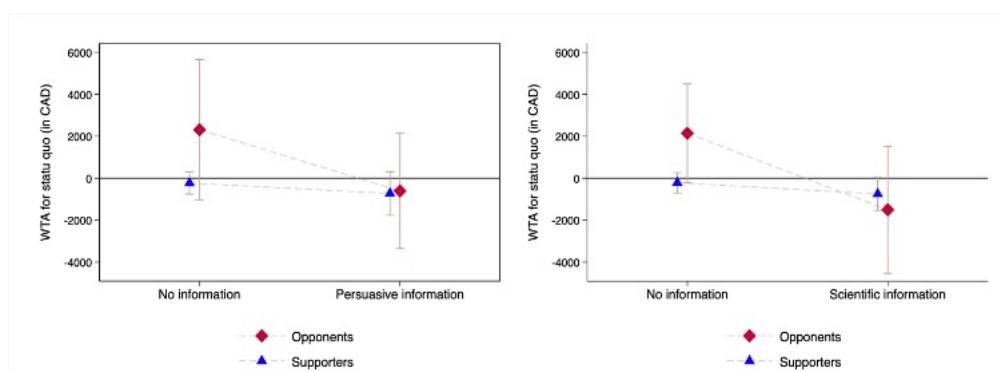 WTA for statu quo (in CAD)
6000
4000
2000
0
-2000
-4000
No information
Persuasive information
Opponents
Supporters
WTA for statu quo (in CAD)
6000
4000
2000
0
-2000
-4000
No information
Scientific information
Opponents
Supporters